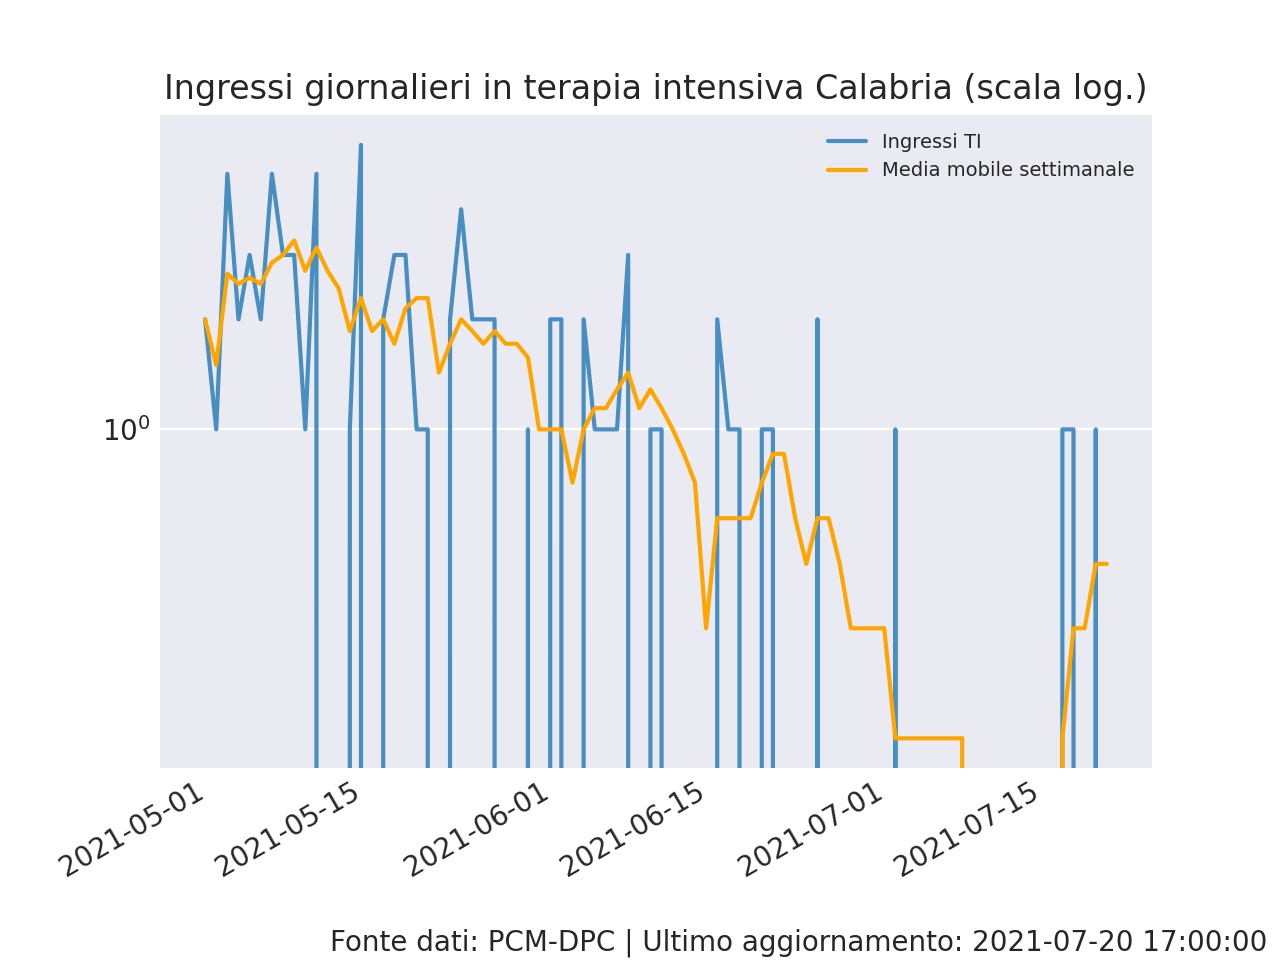 Ingressi giornalieri in terapia intensiva Calabria (scala log.)
Ingressi TI
Media mobile settimanale
10⁰
2021-05-01
2021-05-15
2021-06-01
2021-06-15
2021-07-01
2021-07-15
Fonte dati: PCM-DPC | Ultimo aggiornamento: 2021-07-20 17:00:00